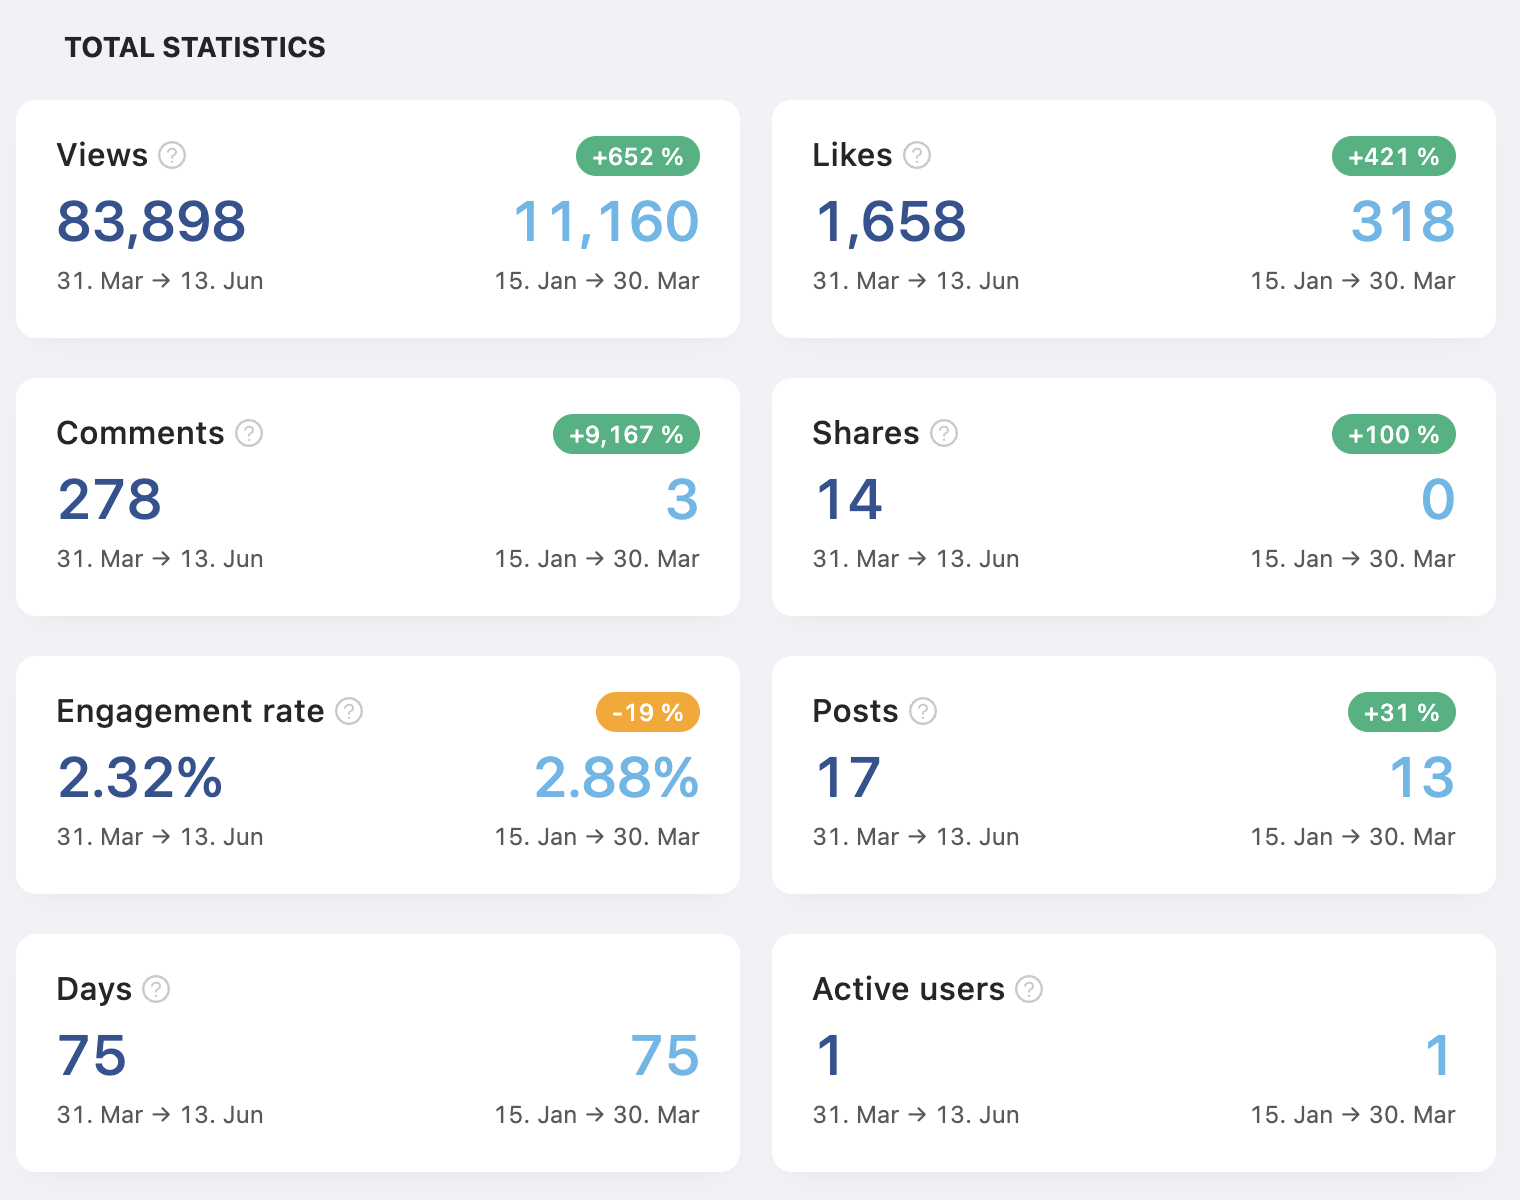 TOTAL STATISTICS
Views ?
+652 %
83,898
11,160
31. Mar → 13. Jun
15. Jan → 30. Mar
Likes ?
+421 %
1,658
318
31. Mar → 13. Jun
15. Jan → 30. Mar
Comments ?
+9,167 %
278
3
31. Mar → 13. Jun
15. Jan → 30. Mar
Shares ?
+100 %
14
0
31. Mar → 13. Jun
15. Jan → 30. Mar
Engagement rate ?
-19 %
2.32%
2.88%
31. Mar → 13. Jun
15. Jan → 30. Mar
Posts ?
+31 %
17
13
31. Mar → 13. Jun
15. Jan → 30. Mar
Days ?
75
75
31. Mar → 13. Jun
15. Jan → 30. Mar
Active users ?
1
1
31. Mar → 13. Jun
15. Jan → 30. Mar